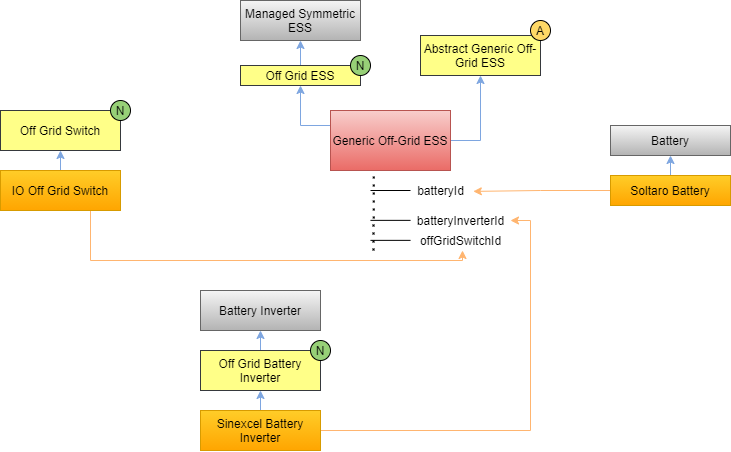 Managed Symmetric
ESS
A
Abstract Generic Off-
Grid ESS
N
Off Grid ESS
N
Off Grid Switch
Generic Off-Grid ESS
Battery
IO Off Grid Switch
batteryId
Soltaro Battery
batteryInverterId
offGridSwitchId
Battery Inverter
N
Off Grid Battery
Inverter
Sinexcel Battery
Inverter